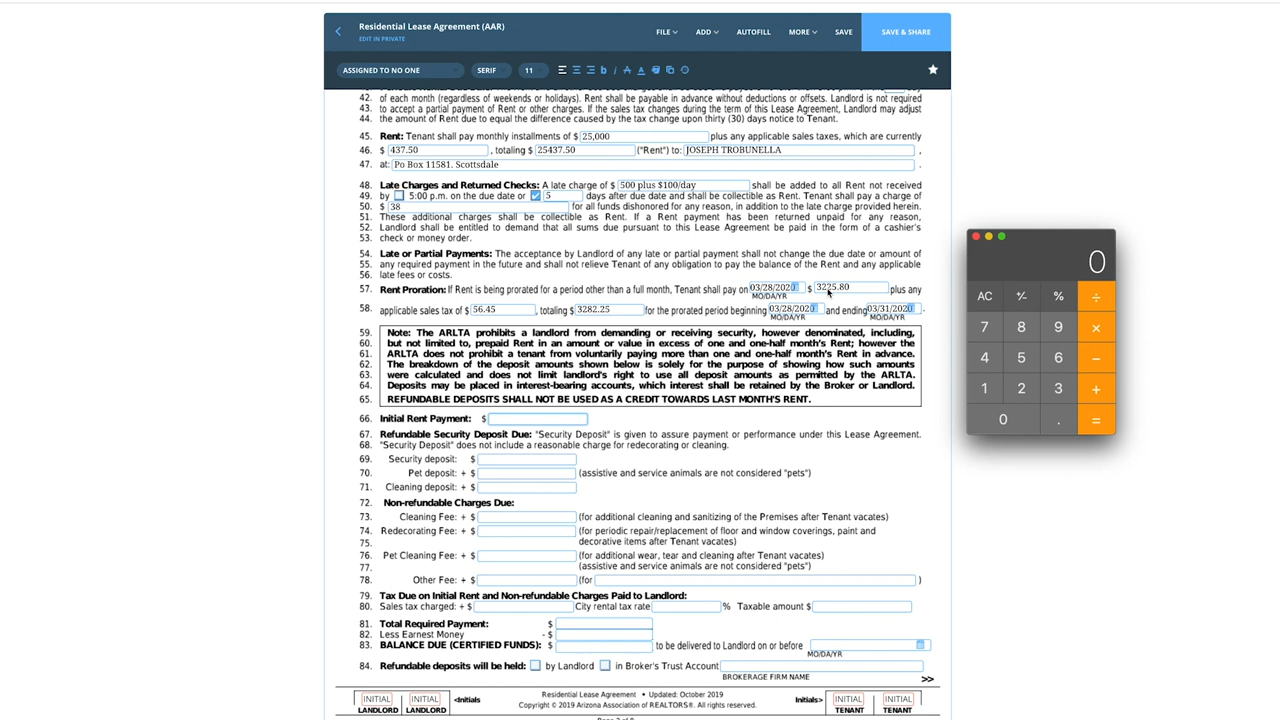 Residential Lease Agreement (AAR)
EDIT IN PRIVATE
FILE ADD AUTOFILL MORE SAVE SAVE & SHARE
ASSIGNED TO NO ONE SERIF 11 b i A A
42. of each month (regardless of weekends or holidays). Rent shall be payable in advance without deductions or offsets. Landlord is not required
43. to accept a partial payment of Rent or other charges. If the sales tax changes during the term of this Lease Agreement, Landlord may adjust
44. the amount of Rent due to equal the difference caused by the tax change upon thirty (30) days notice to Tenant.
45. Rent: Tenant shall pay monthly installments of $ 25,000 plus any applicable sales taxes, which are currently
46. $ 437.50 , totaling $ 25437.50 ("Rent") to: JOSEPH TROBUNELLA ,
47. at: Po Box 11581. Scottsdale .
48. Late Charges and Returned Checks: A late charge of $ 500 plus $100/day shall be added to all Rent not received
49. by 5:00 p.m. on the due date or 5 days after due date and shall be collectible as Rent. Tenant shall pay a charge of
50. $ 38 for all funds dishonored for any reason, in addition to the late charge provided herein.
51. These additional charges shall be collectible as Rent. If a Rent payment has been returned unpaid for any reason,
52. Landlord shall be entitled to demand that all sums due pursuant to this Lease Agreement be paid in the form of a cashier's
53. check or money order.
54. Late or Partial Payments: The acceptance by Landlord of any late or partial payment shall not change the due date or amount of
55. any required payment in the future and shall not relieve Tenant of any obligation to pay the balance of the Rent and any applicable
56. late fees or costs.
57. Rent Proration: If Rent is being prorated for a period other than a full month, Tenant shall pay on 03/28/2020 $ 3225.80 plus any
MO/DA/YR
58. applicable sales tax of $ 56.45 , totaling $ 3282.25 for the prorated period beginning 03/28/2020 and ending 03/31/2020 .
MO/DA/YR MO/DA/YR
59. Note: The ARLTA prohibits a landlord from demanding or receiving security, however denominated, including,
60. but not limited to, prepaid Rent in an amount or value in excess of one and one-half month's Rent; however the
61. ARLTA does not prohibit a tenant from voluntarily paying more than one and one-half month's Rent in advance.
62. The breakdown of the deposit amounts shown below is solely for the purpose of showing how such amounts
63. were calculated and does not limit landlord's right to use all deposit amounts as permitted by the ARLTA.
64. Deposits may be placed in interest-bearing accounts, which interest shall be retained by the Broker or Landlord.
65. REFUNDABLE DEPOSITS SHALL NOT BE USED AS A CREDIT TOWARDS LAST MONTH'S RENT.
66. Initial Rent Payment: $
67. Refundable Security Deposit Due: "Security Deposit" is given to assure payment or performance under this Lease Agreement.
68. "Security Deposit" does not include a reasonable charge for redecorating or cleaning.
69. Security deposit: $
70. Pet deposit: + $ (assistive and service animals are not considered "pets")
71. Cleaning deposit: + $
72. Non-refundable Charges Due:
73. Cleaning Fee: + $ (for additional cleaning and sanitizing of the Premises after Tenant vacates)
74. Redecorating Fee: + $ (for periodic repair/replacement of floor and window coverings, paint and
75. decorative items after Tenant vacates)
76. Pet Cleaning Fee: + $ (for additional wear, tear and cleaning after Tenant vacates)
77. (assistive and service animals are not considered "pets")
78. Other Fee: + $ (for )
79. Tax Due on Initial Rent and Non-refundable Charges Paid to Landlord:
80. Sales tax charged: + $ City rental tax rate % Taxable amount $
81. Total Required Payment: $
82. Less Earnest Money - $
83. BALANCE DUE (CERTIFIED FUNDS): $ to be delivered to Landlord on or before
MO/DA/YR
84. Refundable deposits will be held: by Landlord in Broker's Trust Account
BROKERAGE FIRM NAME
>>
INITIAL INITIAL <Initials Residential Lease Agreement • Updated: October 2019 Initials> INITIAL INITIAL
LANDLORD LANDLORD Copyright © 2019 Arizona Association of REALTORS®. All rights reserved. TENANT TENANT
0
AC +/- % ÷
7 8 9 ×
4 5 6 −
1 2 3 +
0 . =